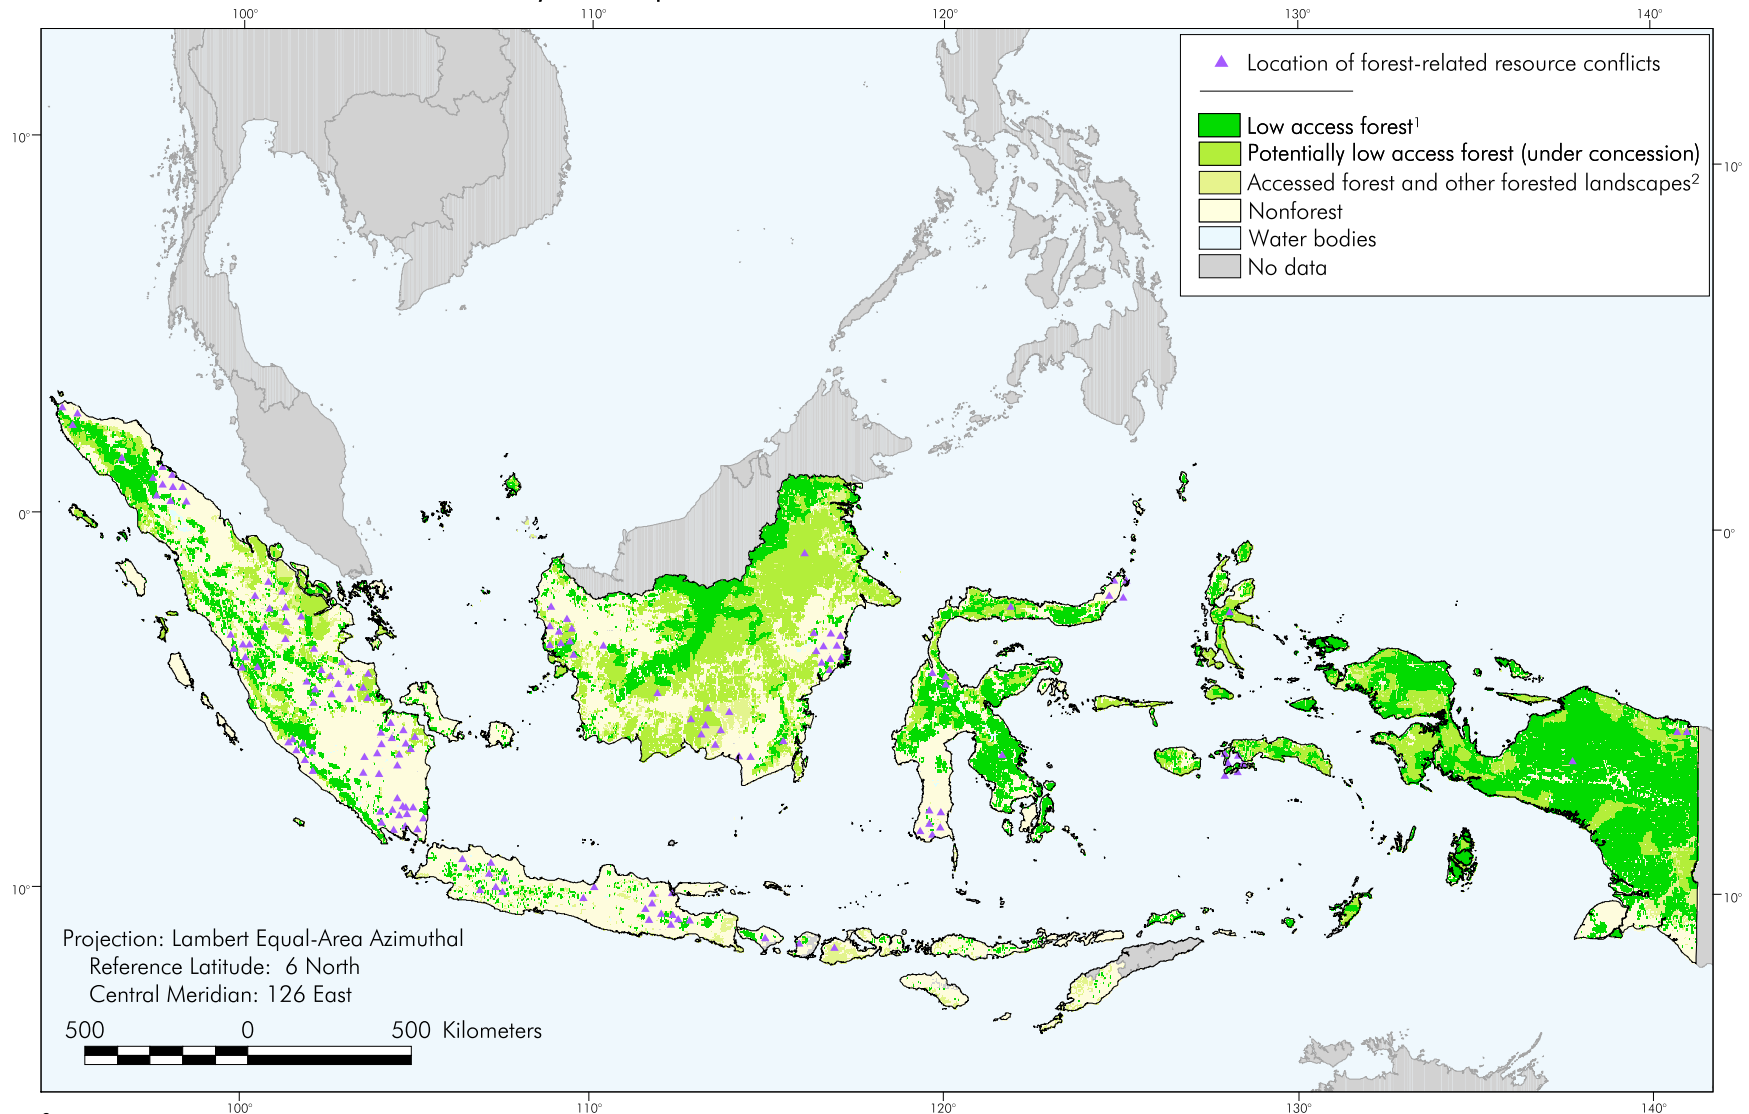 100°
110°
120°
130°
140°
Location of forest-related resource conflicts
Low access forest1
Potentially low access forest (under concession)
Accessed forest and other forested landscapes2
Nonforest
Water bodies
No data
10°
10°
0°
0°
10°
10°
Projection: Lambert Equal-Area Azimuthal
Reference Latitude: 6 North
Central Meridian: 126 East
500 0 500 Kilometers
100°
110°
120°
130°
140°